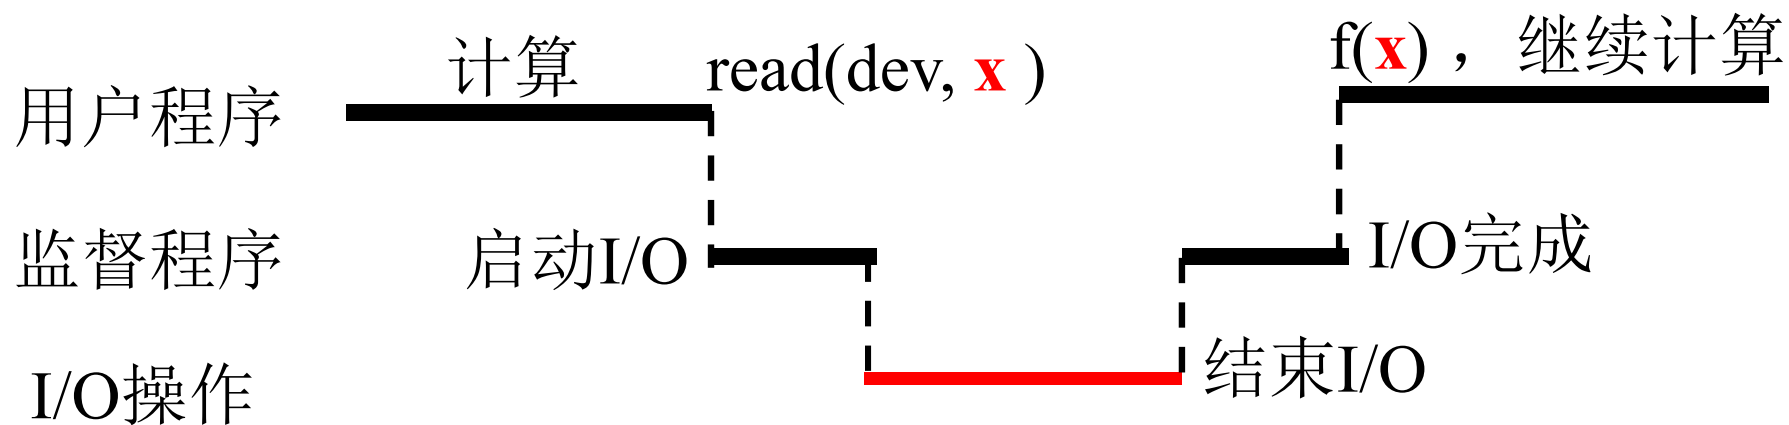 计算 read(dev, x ) f(x) ，继续计算
用户程序
监督程序 启动I/O I/O完成
I/O操作 结束I/O